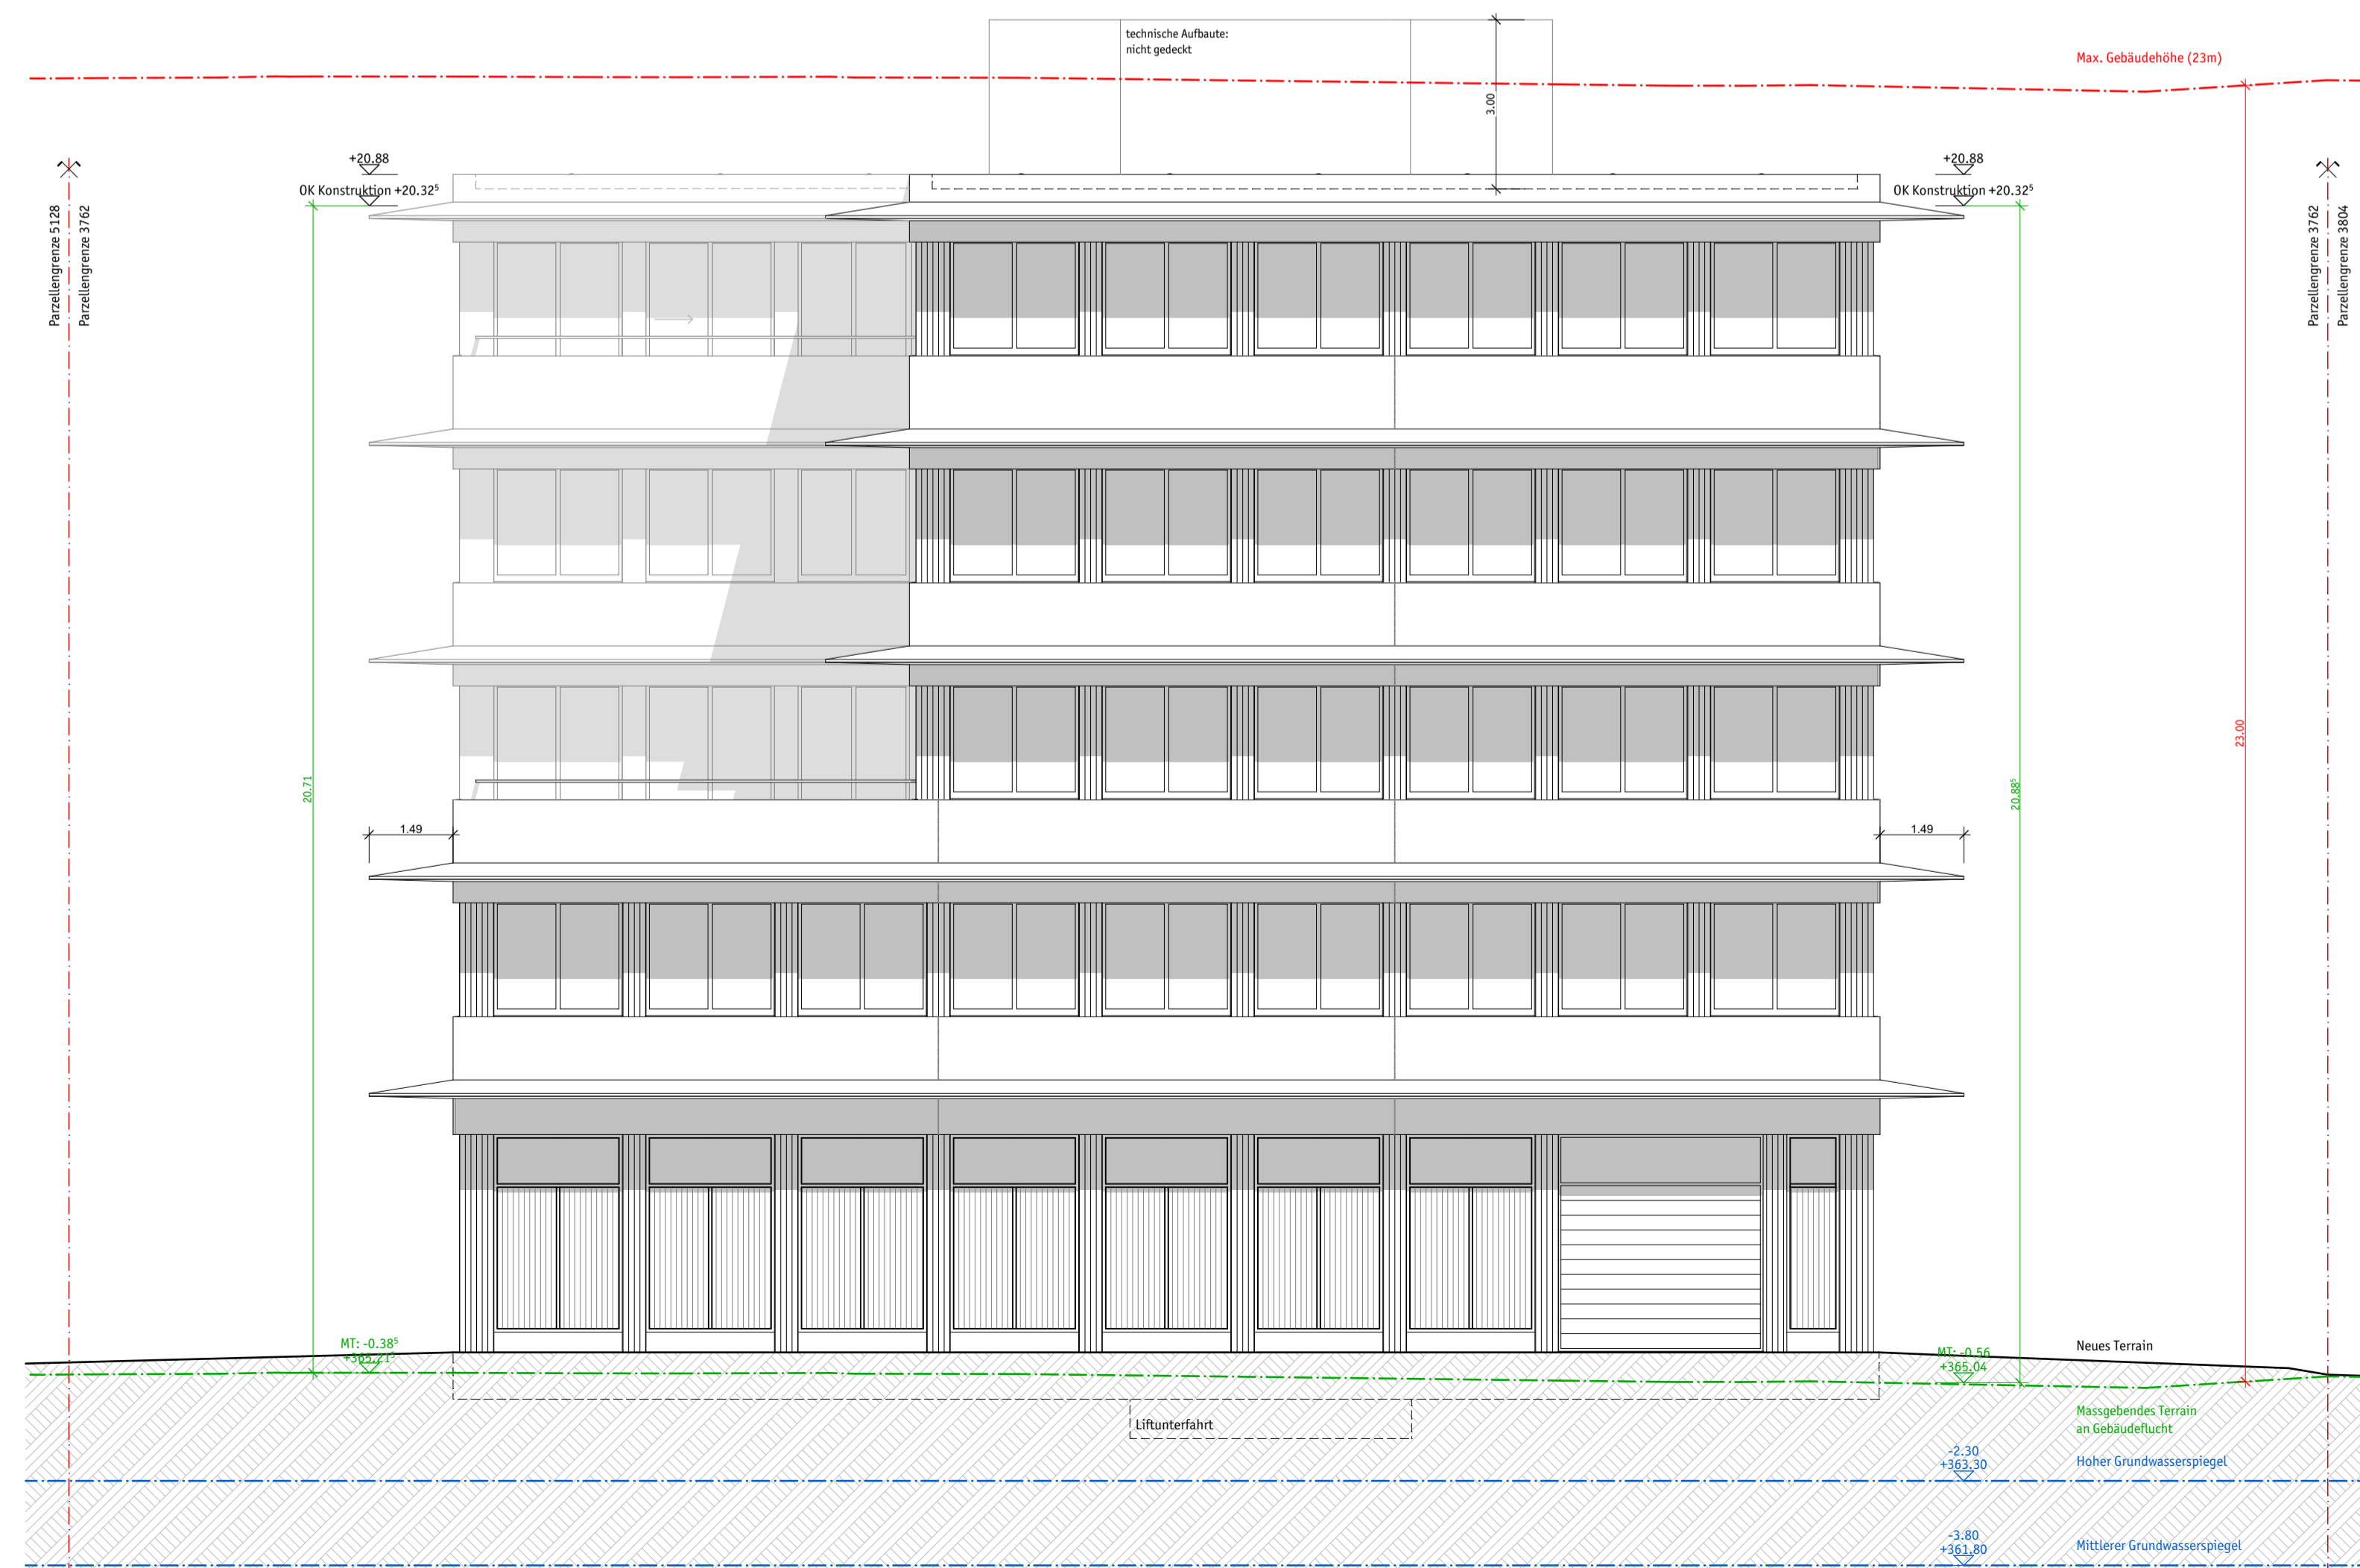 technische Aufbaute:
nicht gedeckt
Max. Gebäudehöhe (23m)
3.00
+20.88
OK Konstruktion +20.32⁵
+20.88
OK Konstruktion +20.32⁵
Parzellengrenze 5128
Parzellengrenze 3762
Parzellengrenze 3762
Parzellengrenze 3804
23.00
20.71
20.88⁵
1.49
1.49
MT: -0.38⁵
+365.21⁵
Neues Terrain
MT: -0.56
+365.04
Massgebendes Terrain
an Gebäudeflucht
Liftunterfahrt
-2.30
+363.30
Hoher Grundwasserspiegel
-3.80
+361.80
Mittlerer Grundwasserspiegel